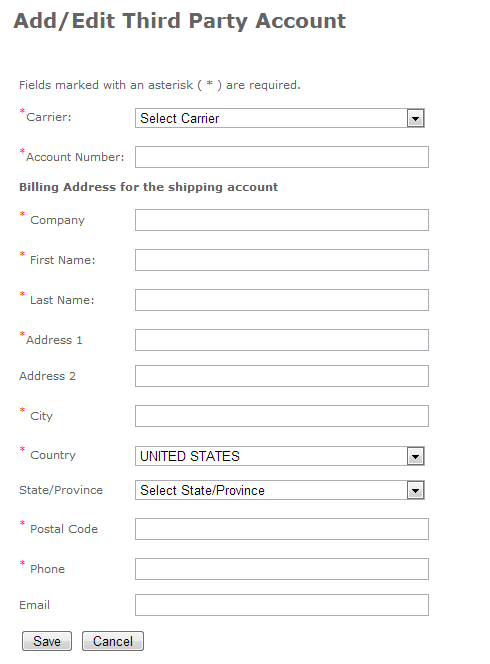 Add/Edit Third Party Account
Fields marked with an asterisk ( * ) are required.
*Carrier: Select Carrier
*Account Number:
Billing Address for the shipping account
* Company
* First Name:
* Last Name:
*Address 1
Address 2
* City
* Country UNITED STATES
State/Province Select State/Province
* Postal Code
* Phone
Email
Save Cancel